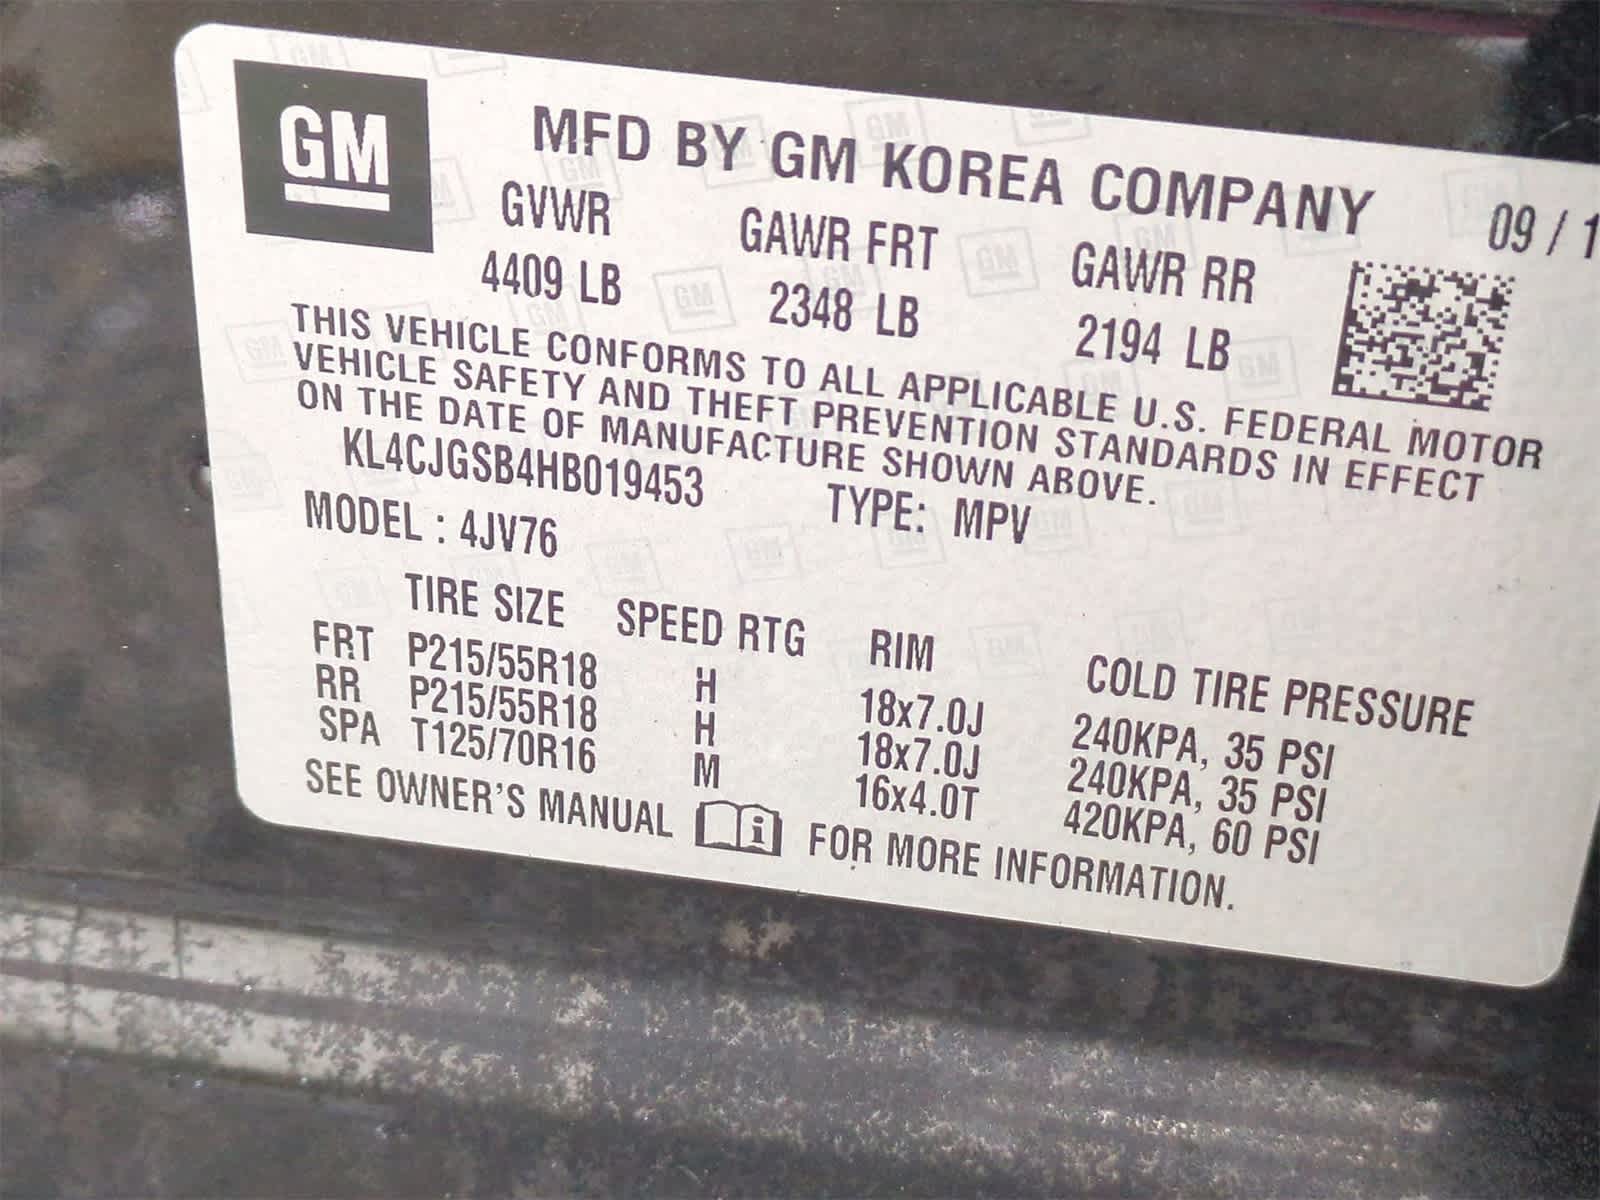 GM
MFD BY GM KOREA COMPANY 09 / 1
GVWR GAWR FRT GAWR RR
4409 LB 2348 LB 2194 LB
THIS VEHICLE CONFORMS TO ALL APPLICABLE U.S. FEDERAL MOTOR
VEHICLE SAFETY AND THEFT PREVENTION STANDARDS IN EFFECT
ON THE DATE OF MANUFACTURE SHOWN ABOVE.
KL4CJGSB4HB019453 TYPE: MPV
MODEL : 4JV76
TIRE SIZE SPEED RTG RIM COLD TIRE PRESSURE
FRT P215/55R18 H 18x7.0J 240KPA, 35 PSI
RR P215/55R18 H 18x7.0J 240KPA, 35 PSI
SPA T125/70R16 M 16x4.0T 420KPA, 60 PSI
SEE OWNER'S MANUAL i FOR MORE INFORMATION.